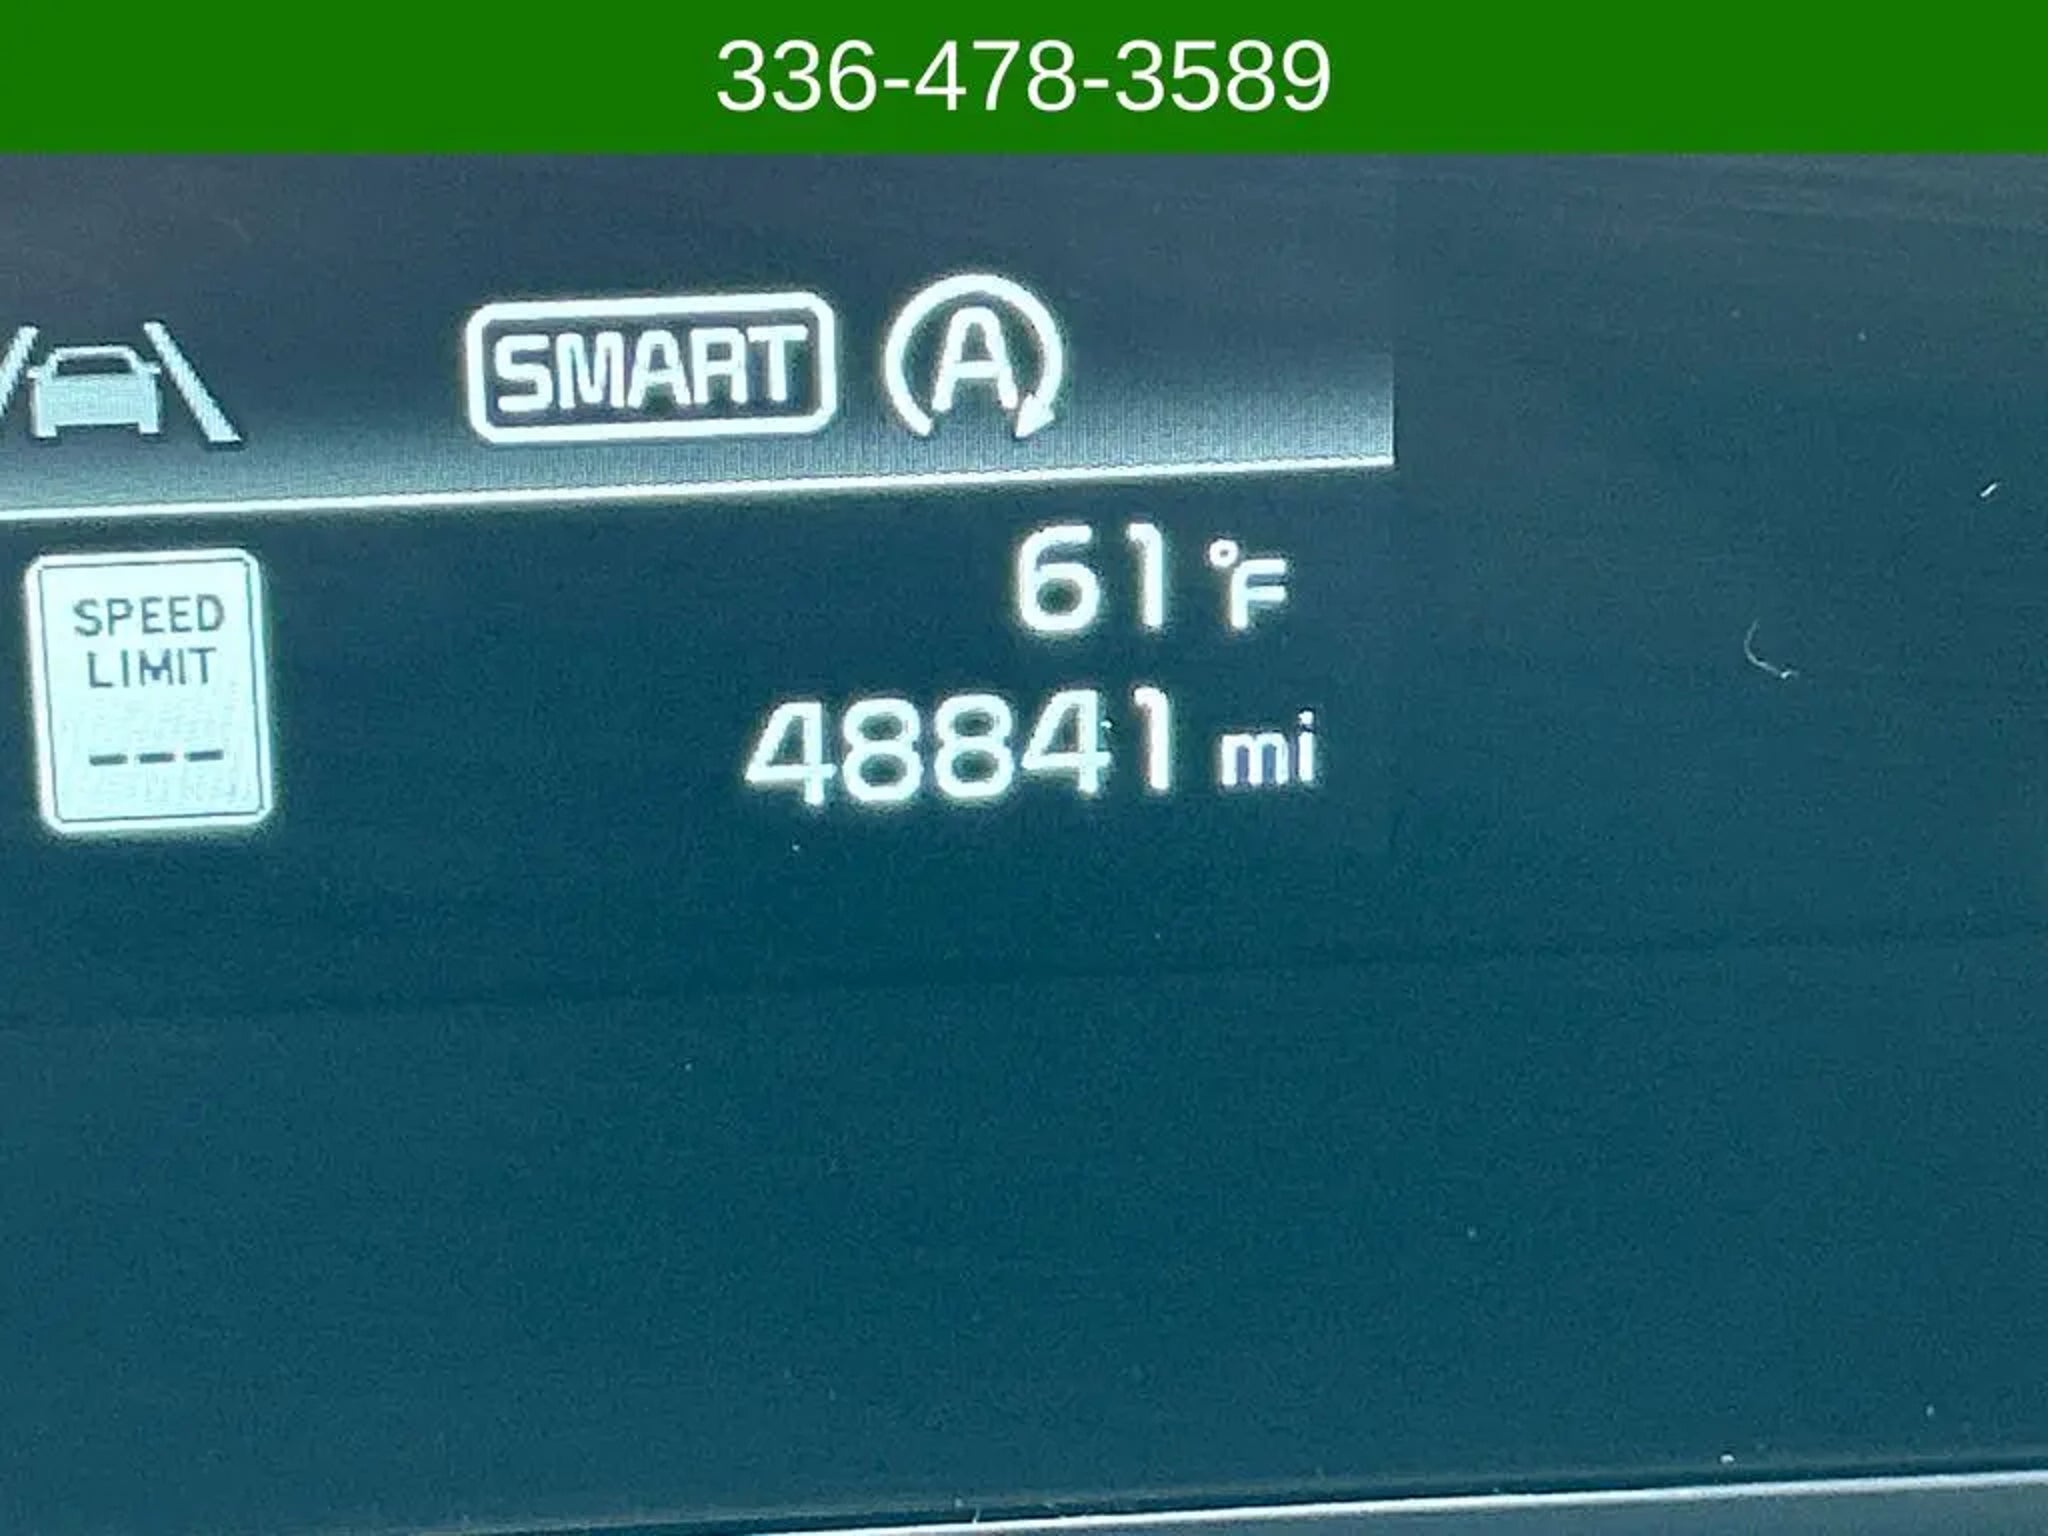 336-478-3589
SMART A
61 °F
SPEED
LIMIT
---
48841 mi